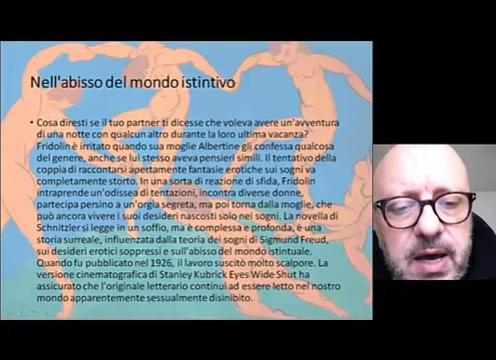 Nell'abisso del mondo istintivo
• Cosa diresti se il tuo partner ti dicesse che voleva avere un'avventura
di una notte con qualcun altro durante la loro ultima vacanza?
Fridolin è irritato quando sua moglie Albertine gli confessa qualcosa
del genere, anche se lui stesso aveva pensieri simili. Il tentativo della
coppia di raccontarsi apertamente fantasie erotiche sui sogni va
completamente storto. In una sorta di reazione di sfida, Fridolin
intraprende un'odissea di tentazioni, incontra diverse donne,
partecipa persino a un'orgia segreta, ma poi torna dalla moglie, che
può ancora vivere i suoi desideri nascosti solo nei sogni. La novella di
Schnitzler si legge in un soffio, ma è complessa e profonda, è una
storia surreale, influenzata dalla teoria dei sogni di Sigmund Freud,
sui desideri erotici soppressi e sull'abisso del mondo istintuale.
Quando fu pubblicato nel 1926, il lavoro suscitò molto scalpore. La
versione cinematografica di Stanley Kubrick Eyes Wide Shut ha
assicurato che l'originale letterario continui ad essere letto nel nostro
mondo apparentemente sessualmente disinibito.